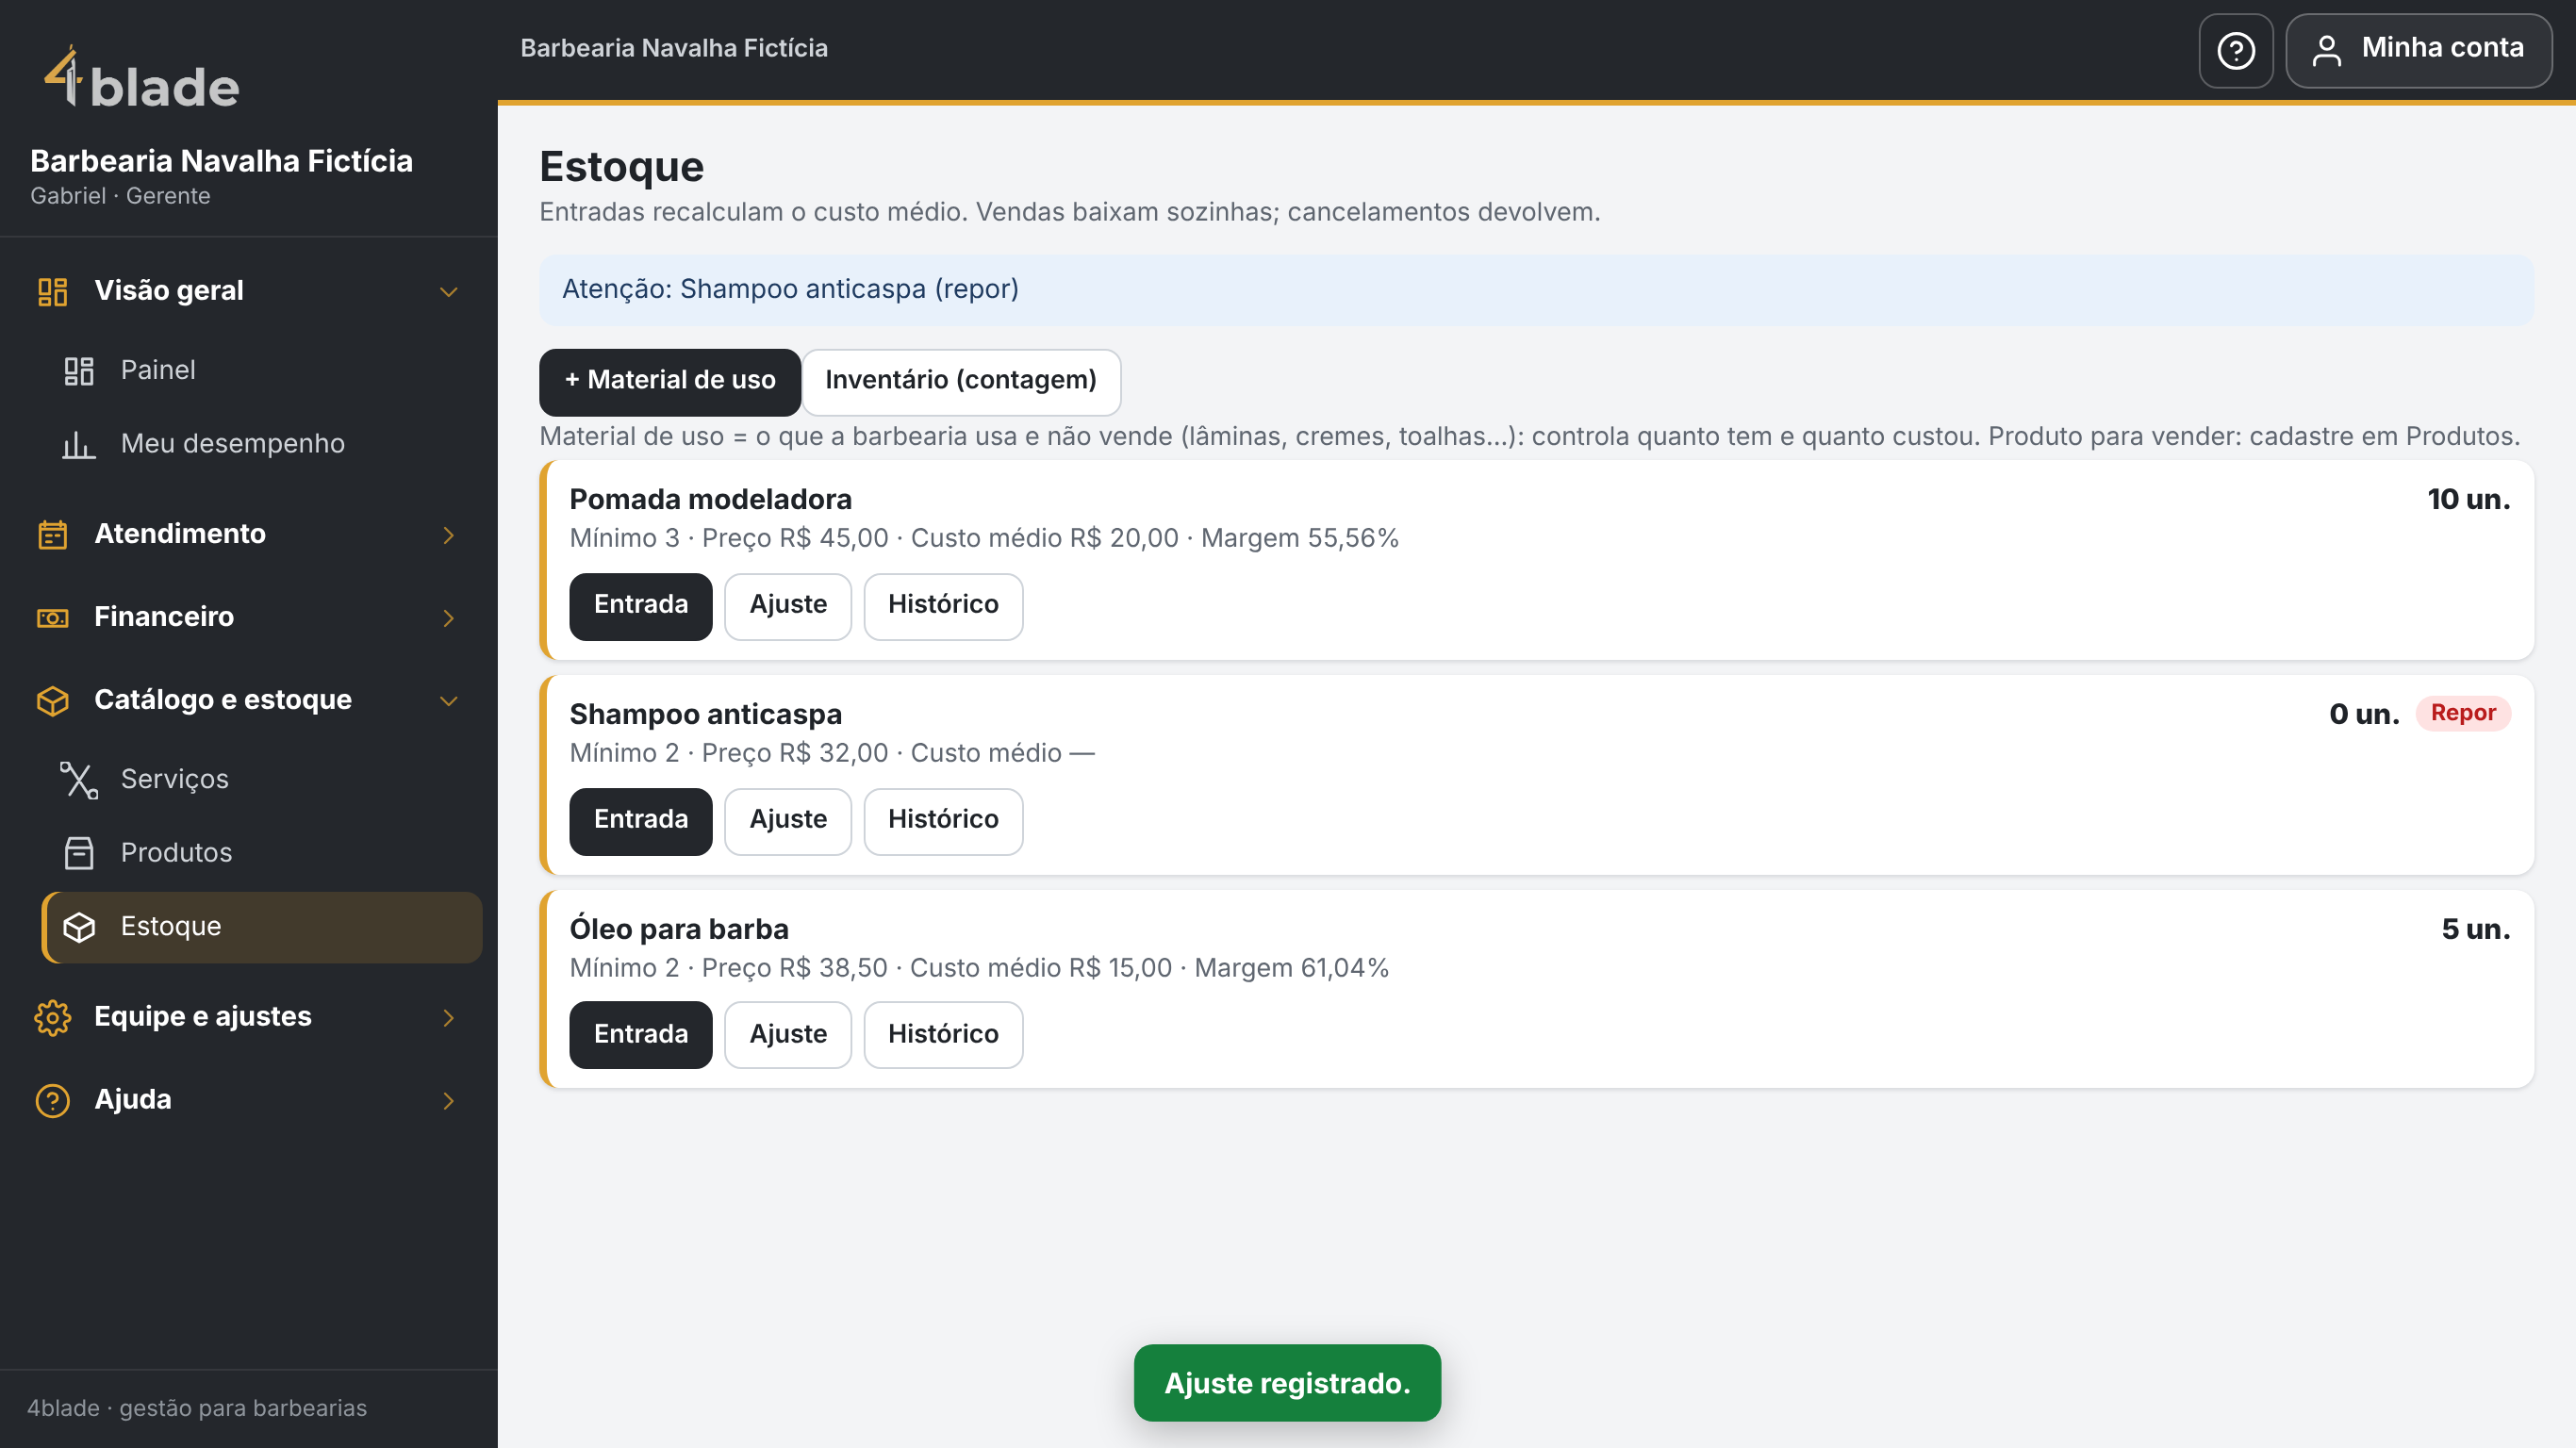 4blade
Barbearia Navalha Fictícia
Gabriel · Gerente
Visão geral
Painel
Meu desempenho
Atendimento
Financeiro
Catálogo e estoque
Serviços
Produtos
Estoque
Equipe e ajustes
Ajuda
4blade · gestão para barbearias
Barbearia Navalha Fictícia
Minha conta
Estoque
Entradas recalculam o custo médio. Vendas baixam sozinhas; cancelamentos devolvem.
Atenção: Shampoo anticaspa (repor)
+ Material de uso
Inventário (contagem)
Material de uso = o que a barbearia usa e não vende (lâminas, cremes, toalhas...): controla quanto tem e quanto custou. Produto para vender: cadastre em Produtos.
Pomada modeladora
10 un.
Mínimo 3 · Preço R$ 45,00 · Custo médio R$ 20,00 · Margem 55,56%
Entrada
Ajuste
Histórico
Shampoo anticaspa
0 un.
Repor
Mínimo 2 · Preço R$ 32,00 · Custo médio —
Entrada
Ajuste
Histórico
Óleo para barba
5 un.
Mínimo 2 · Preço R$ 38,50 · Custo médio R$ 15,00 · Margem 61,04%
Entrada
Ajuste
Histórico
Ajuste registrado.